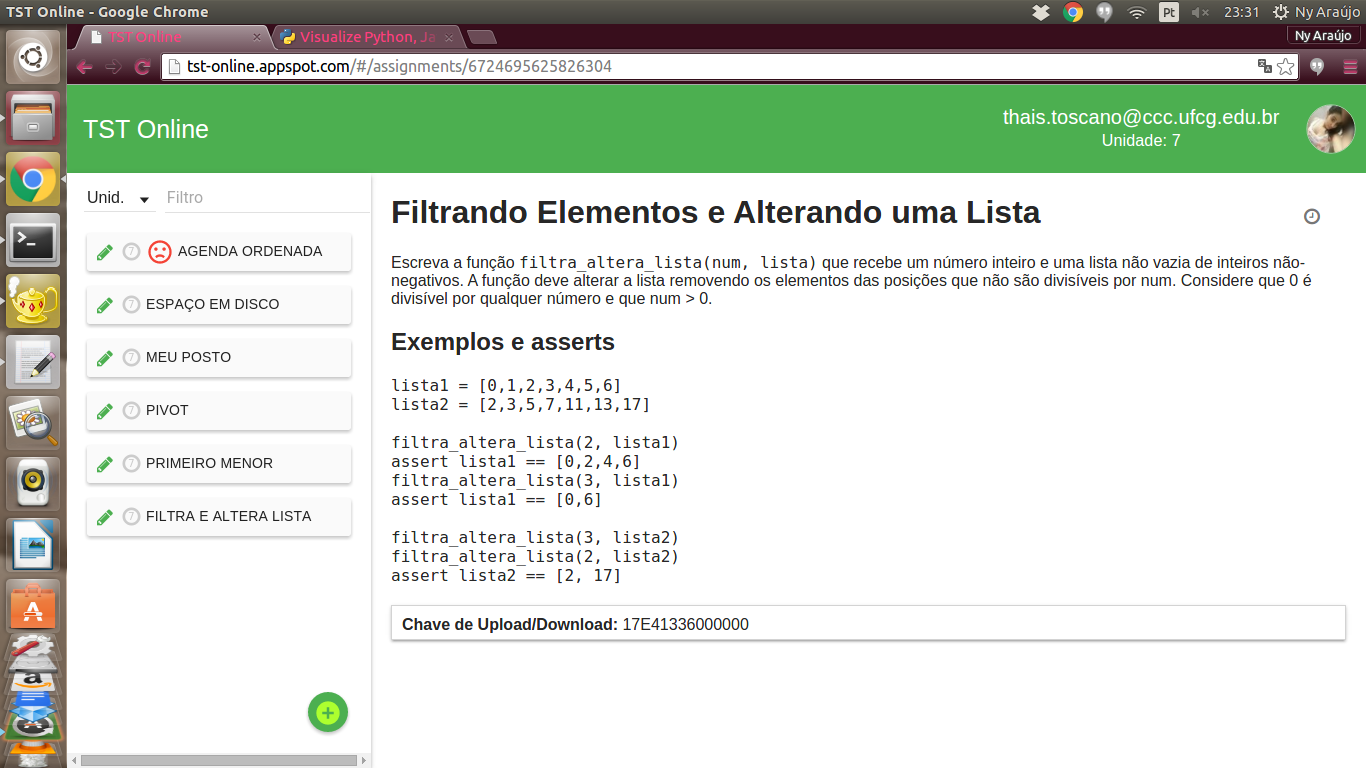 TST Online - Google Chrome
Pt
23:31
Ny Araújo
TST Online
Visualize Python, Ja
Ny Araújo
tst-online.appspot.com/#/assignments/6724695625826304
TST Online
thais.toscano@ccc.ufcg.edu.br
Unidade: 7
Unid.
Filtro
7 AGENDA ORDENADA
7 ESPAÇO EM DISCO
7 MEU POSTO
7 PIVOT
7 PRIMEIRO MENOR
7 FILTRA E ALTERA LISTA
Filtrando Elementos e Alterando uma Lista
Escreva a função filtra_altera_lista(num, lista) que recebe um número inteiro e uma lista não vazia de inteiros não-
negativos. A função deve alterar a lista removendo os elementos das posições que não são divisíveis por num. Considere que 0 é
divisível por qualquer número e que num > 0.
Exemplos e asserts
lista1 = [0,1,2,3,4,5,6]
lista2 = [2,3,5,7,11,13,17]
filtra_altera_lista(2, lista1)
assert lista1 == [0,2,4,6]
filtra_altera_lista(3, lista1)
assert lista1 == [0,6]
filtra_altera_lista(3, lista2)
filtra_altera_lista(2, lista2)
assert lista2 == [2, 17]
Chave de Upload/Download: 17E41336000000